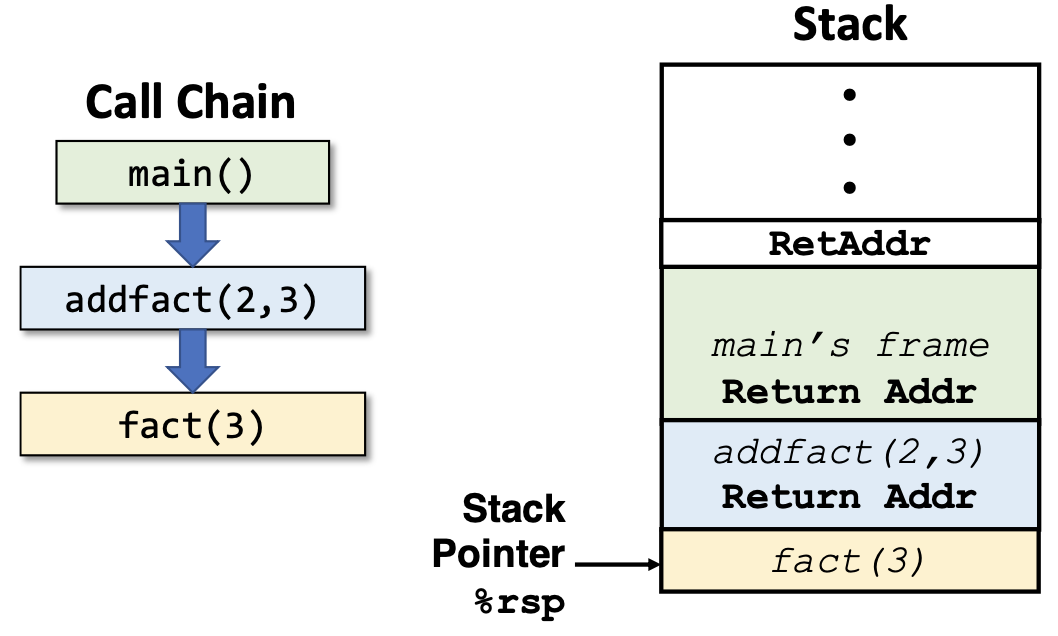 Call Chain
main()
addfact(2,3)
fact(3)
Stack
RetAddr
main’s frame
Return Addr
addfact(2,3)
Return Addr
fact(3)
Stack
Pointer
%rsp